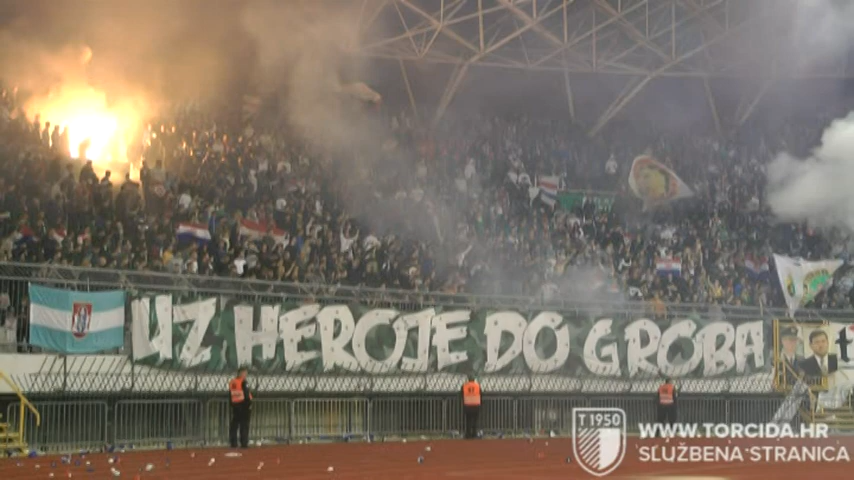 UZ HEROJE DO GROBA
T 1950
WWW.TORCIDA.HR
SLUŽBENA STRANICA